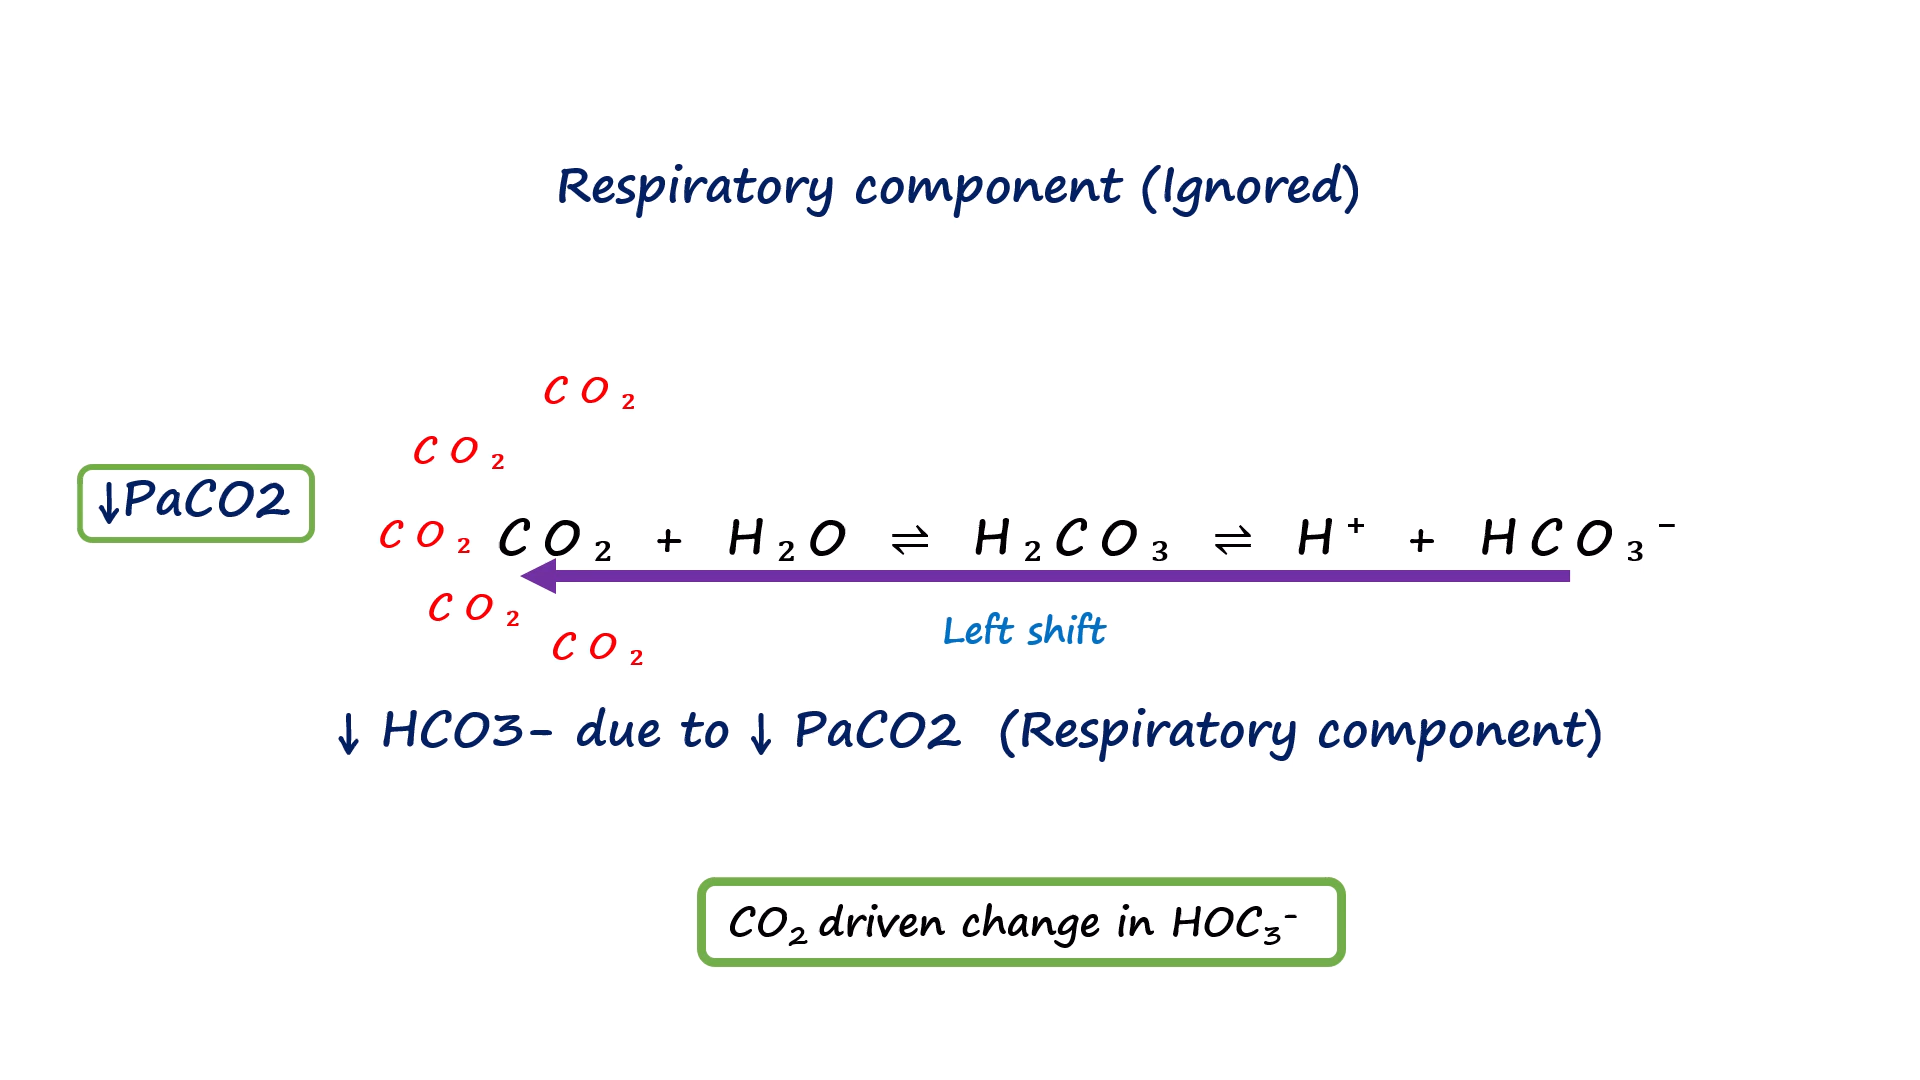 Respiratory component (Ignored)
CO₂
CO₂
↓PaCO2
CO₂
CO₂ + H₂O ⇌ H₂CO₃ ⇌ H⁺ + HCO₃⁻
CO₂
CO₂
Left shift
↓ HCO3- due to ↓ PaCO2 (Respiratory component)
CO₂ driven change in HOC₃⁻